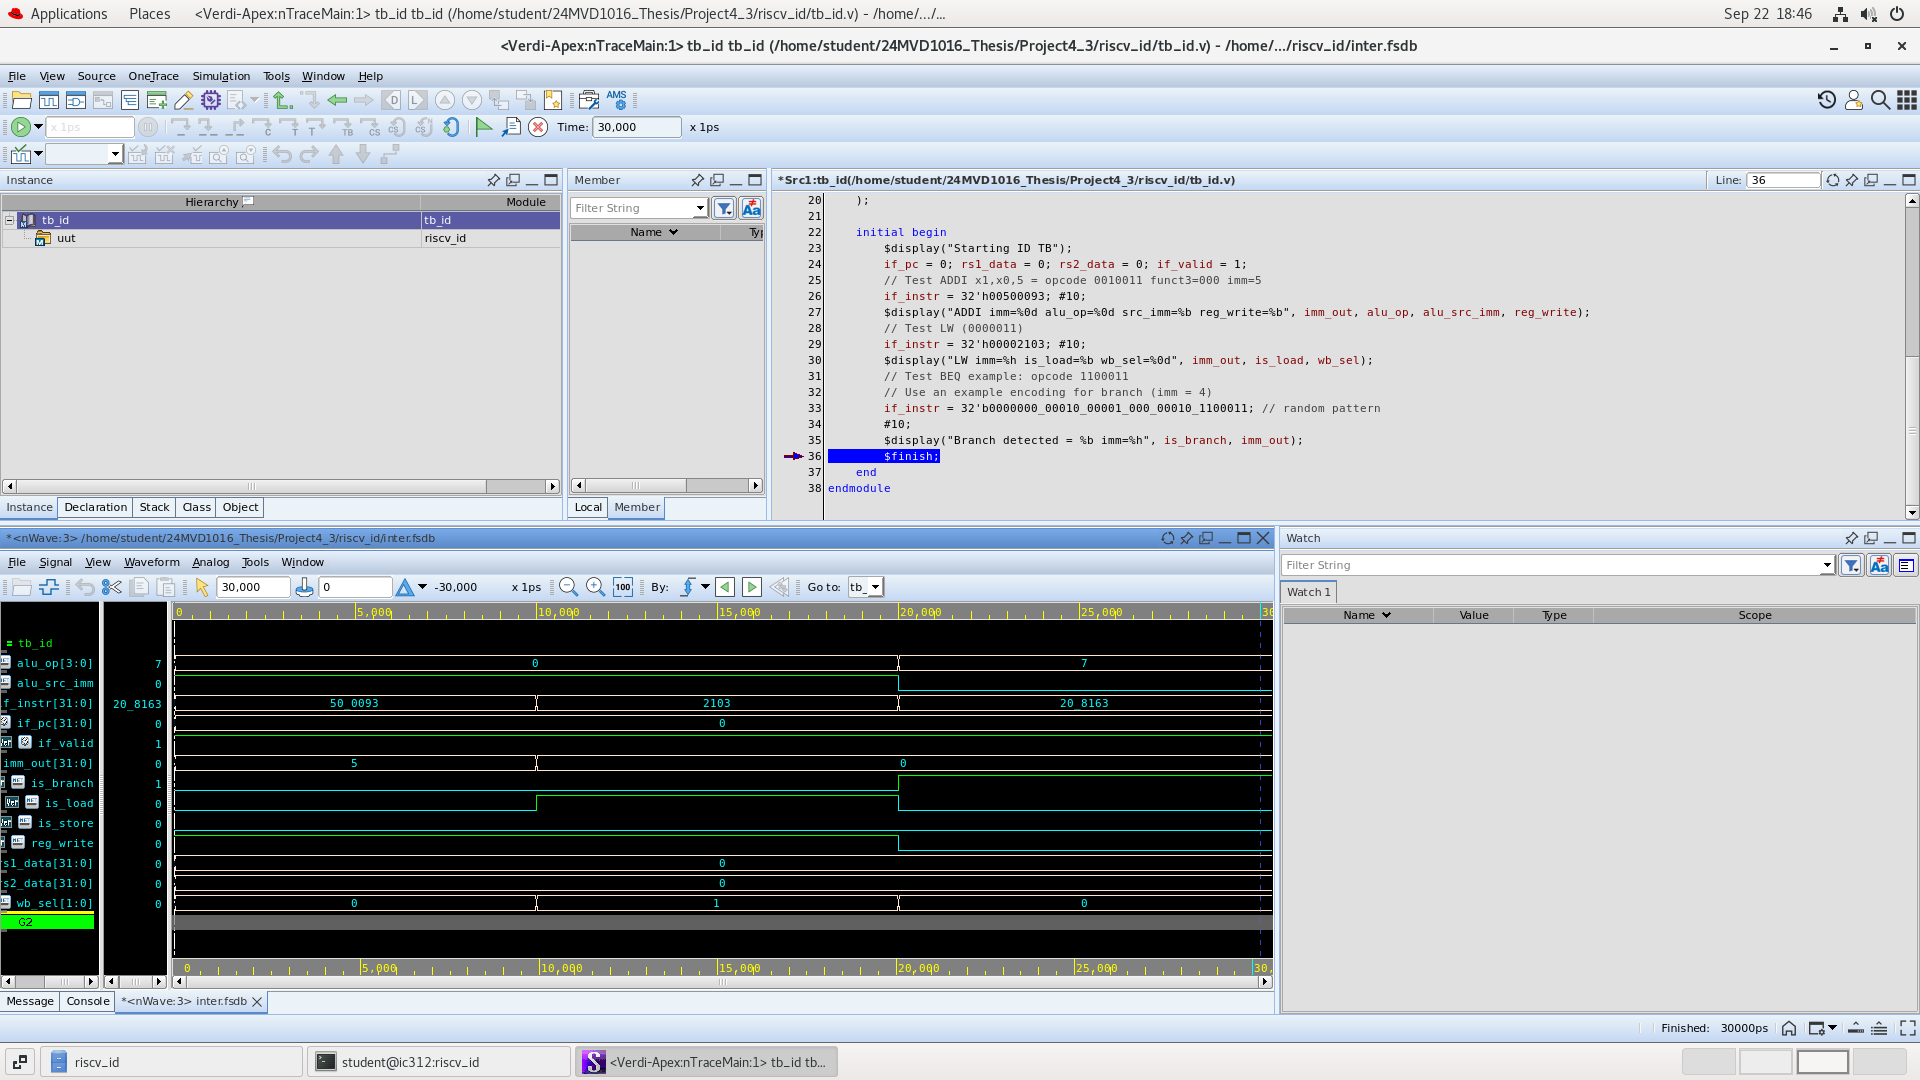 Applications Places <Verdi-Apex:nTraceMain:1> tb_id tb_id (/home/student/24MVD1016_Thesis/Project4_3/riscv_id/tb_id.v) - /home/.../... Sep 22 18:46
<Verdi-Apex:nTraceMain:1> tb_id tb_id (/home/student/24MVD1016_Thesis/Project4_3/riscv_id/tb_id.v) - /home/.../riscv_id/inter.fsdb
File View Source OneTrace Simulation Tools Window Help
D L AMS
x 1ps C T T TB CS CS CS Time: 30,000 x 1ps
Instance
Hierarchy Module
tb_id tb_id
uut riscv_id
Instance Declaration Stack Class Object
Member
Filter String Aa
Name Typ
Local Member
*Src1:tb_id(/home/student/24MVD1016_Thesis/Project4_3/riscv_id/tb_id.v) Line: 36
20 );
21
22 initial begin
23 $display("Starting ID TB");
24 if_pc = 0; rs1_data = 0; rs2_data = 0; if_valid = 1;
25 // Test ADDI x1,x0,5 = opcode 0010011 funct3=000 imm=5
26 if_instr = 32'h00500093; #10;
27 $display("ADDI imm=%0d alu_op=%0d src_imm=%b reg_write=%b", imm_out, alu_op, alu_src_imm, reg_write);
28 // Test LW (0000011)
29 if_instr = 32'h00002103; #10;
30 $display("LW imm=%h is_load=%b wb_sel=%0d", imm_out, is_load, wb_sel);
31 // Test BEQ example: opcode 1100011
32 // Use an example encoding for branch (imm = 4)
33 if_instr = 32'b0000000_00010_00001_000_00010_1100011; // random pattern
34 #10;
35 $display("Branch detected = %b imm=%h", is_branch, imm_out);
36 $finish;
37 end
38 endmodule
*<nWave:3> /home/student/24MVD1016_Thesis/Project4_3/riscv_id/inter.fsdb
File Signal View Waveform Analog Tools Window
30,000 0 -30,000 x 1ps 100 By: Go to: tb_
0 5,000 10,000 15,000 20,000 25,000 30
= tb_id
alu_op[3:0] 7 0 7
alu_src_imm 0
f_instr[31:0] 20_8163 50_0093 2103 20_8163
if_pc[31:0] 0 0
if_valid 1
imm_out[31:0] 0 5 0
is_branch 1
is_load 0
is_store 0
reg_write 0
s1_data[31:0] 0 0
s2_data[31:0] 0 0
wb_sel[1:0] 0 0 1 0
G2
0 5,000 10,000 15,000 20,000 25,000 30,
Message Console *<nWave:3> inter.fsdb
Watch
Filter String Aa
Watch 1
Name Value Type Scope
Finished: 30000ps
riscv_id student@ic312:riscv_id <Verdi-Apex:nTraceMain:1> tb_id tb...